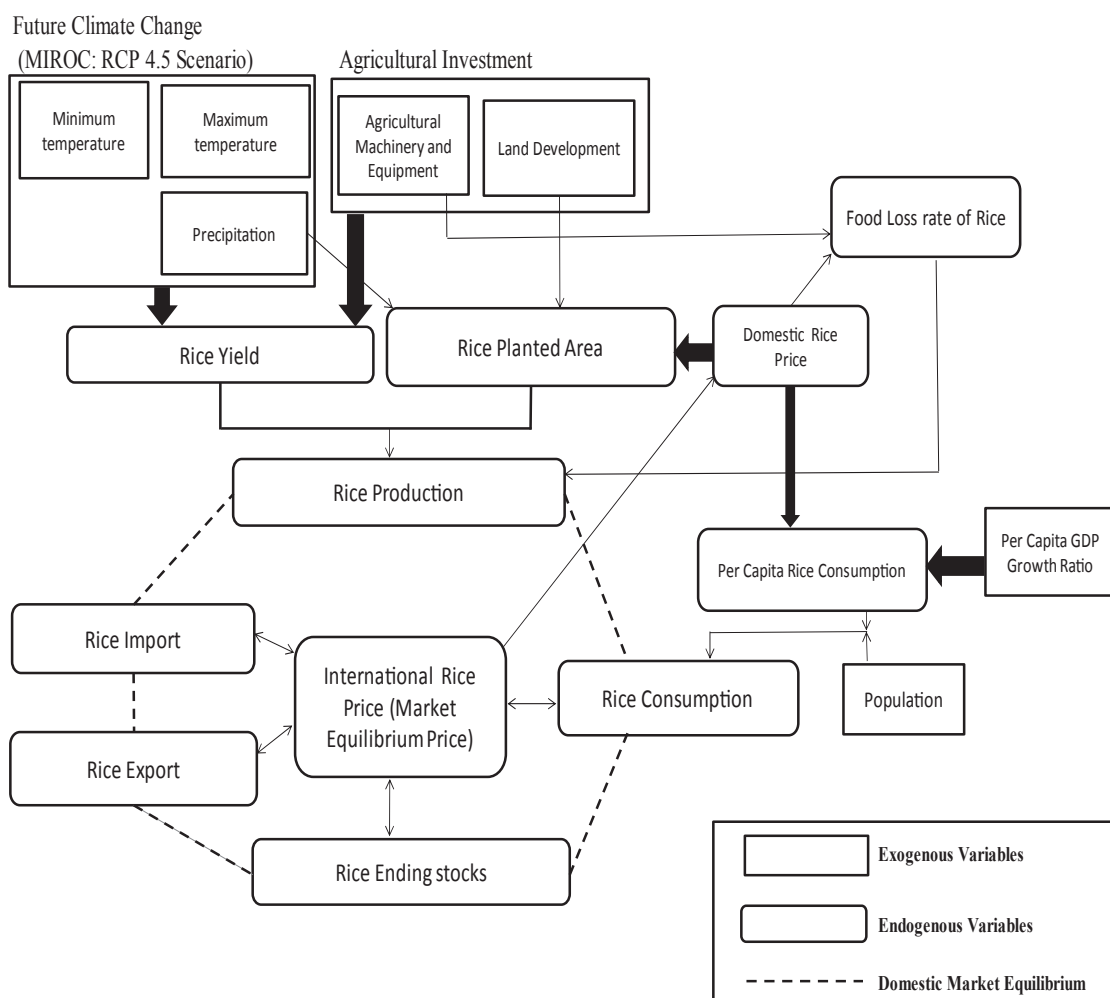 Future Climate Change
(MIROC: RCP 4.5 Scenario)
Agricultural Investment
Minimum
temperature
Maximum
temperature
Agricultural
Machinery and
Equipment
Land Development
Precipitation
Food Loss rate of Rice
Rice Yield
Rice Planted Area
Domestic Rice
Price
Rice Production
Per Capita Rice Consumption
Per Capita GDP
Growth Ratio
Rice Import
International Rice
Price (Market
Equilibrium Price)
Rice Consumption
Population
Rice Export
Rice Ending stocks
Exogenous Variables
Endogenous Variables
Domestic Market Equilibrium